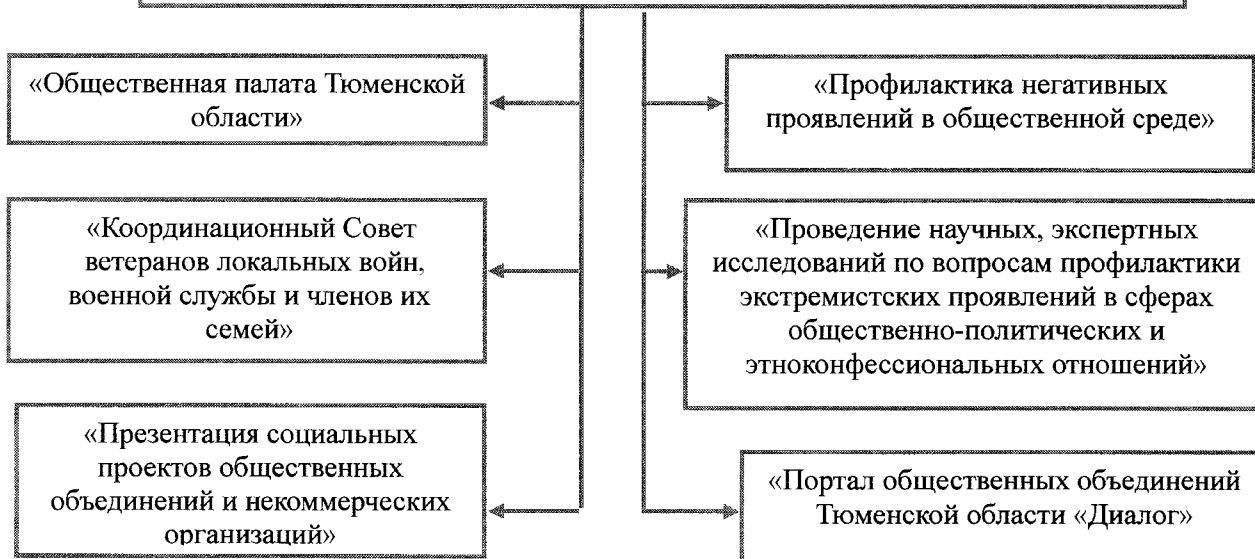 «Общественная палата Тюменской
области»
«Профилактика негативных
проявлений в общественной среде»
«Координационный Совет
ветеранов локальных войн,
военной службы и членов их
семей»
«Проведение научных, экспертных
исследований по вопросам профилактики
экстремистских проявлений в сферах
общественно-политических и
этноконфессиональных отношений»
«Презентация социальных
проектов общественных
объединений и некоммерческих
организаций»
«Портал общественных объединений
Тюменской области «Диалог»